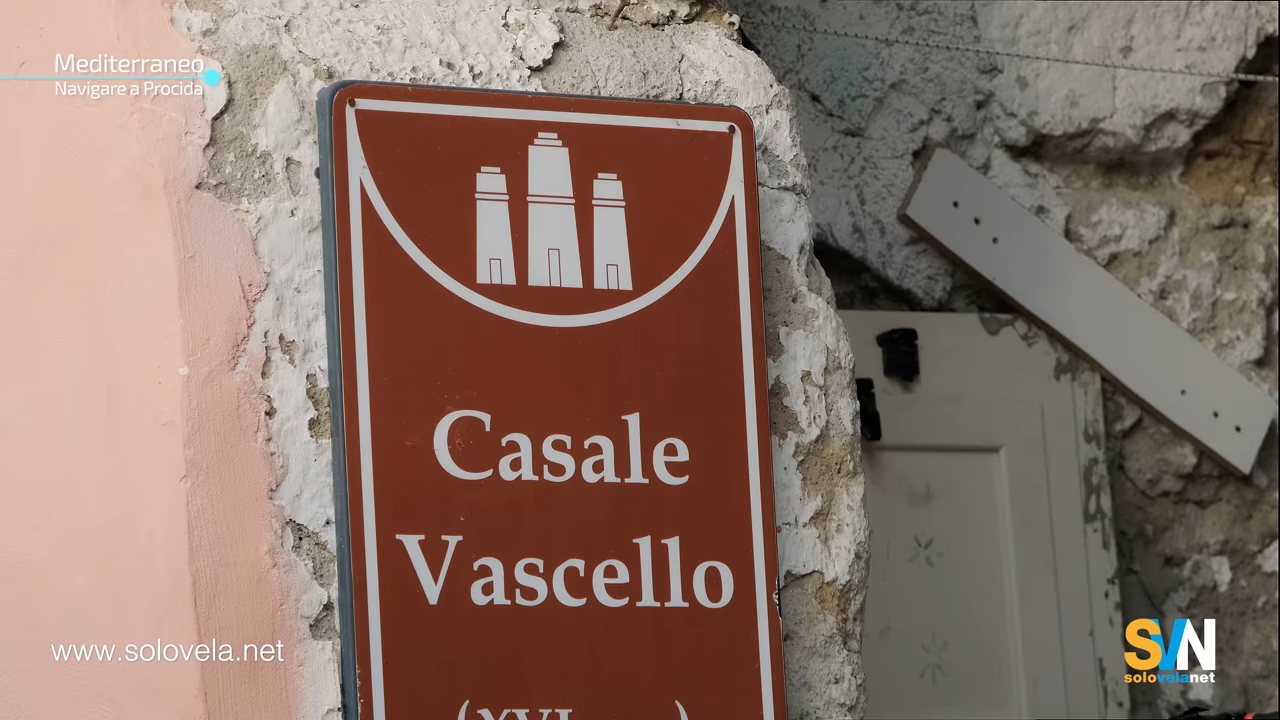 Mediterraneo
Navigare a Procida
Casale
Vascello
www.solovela.net
SVN
solovelanet